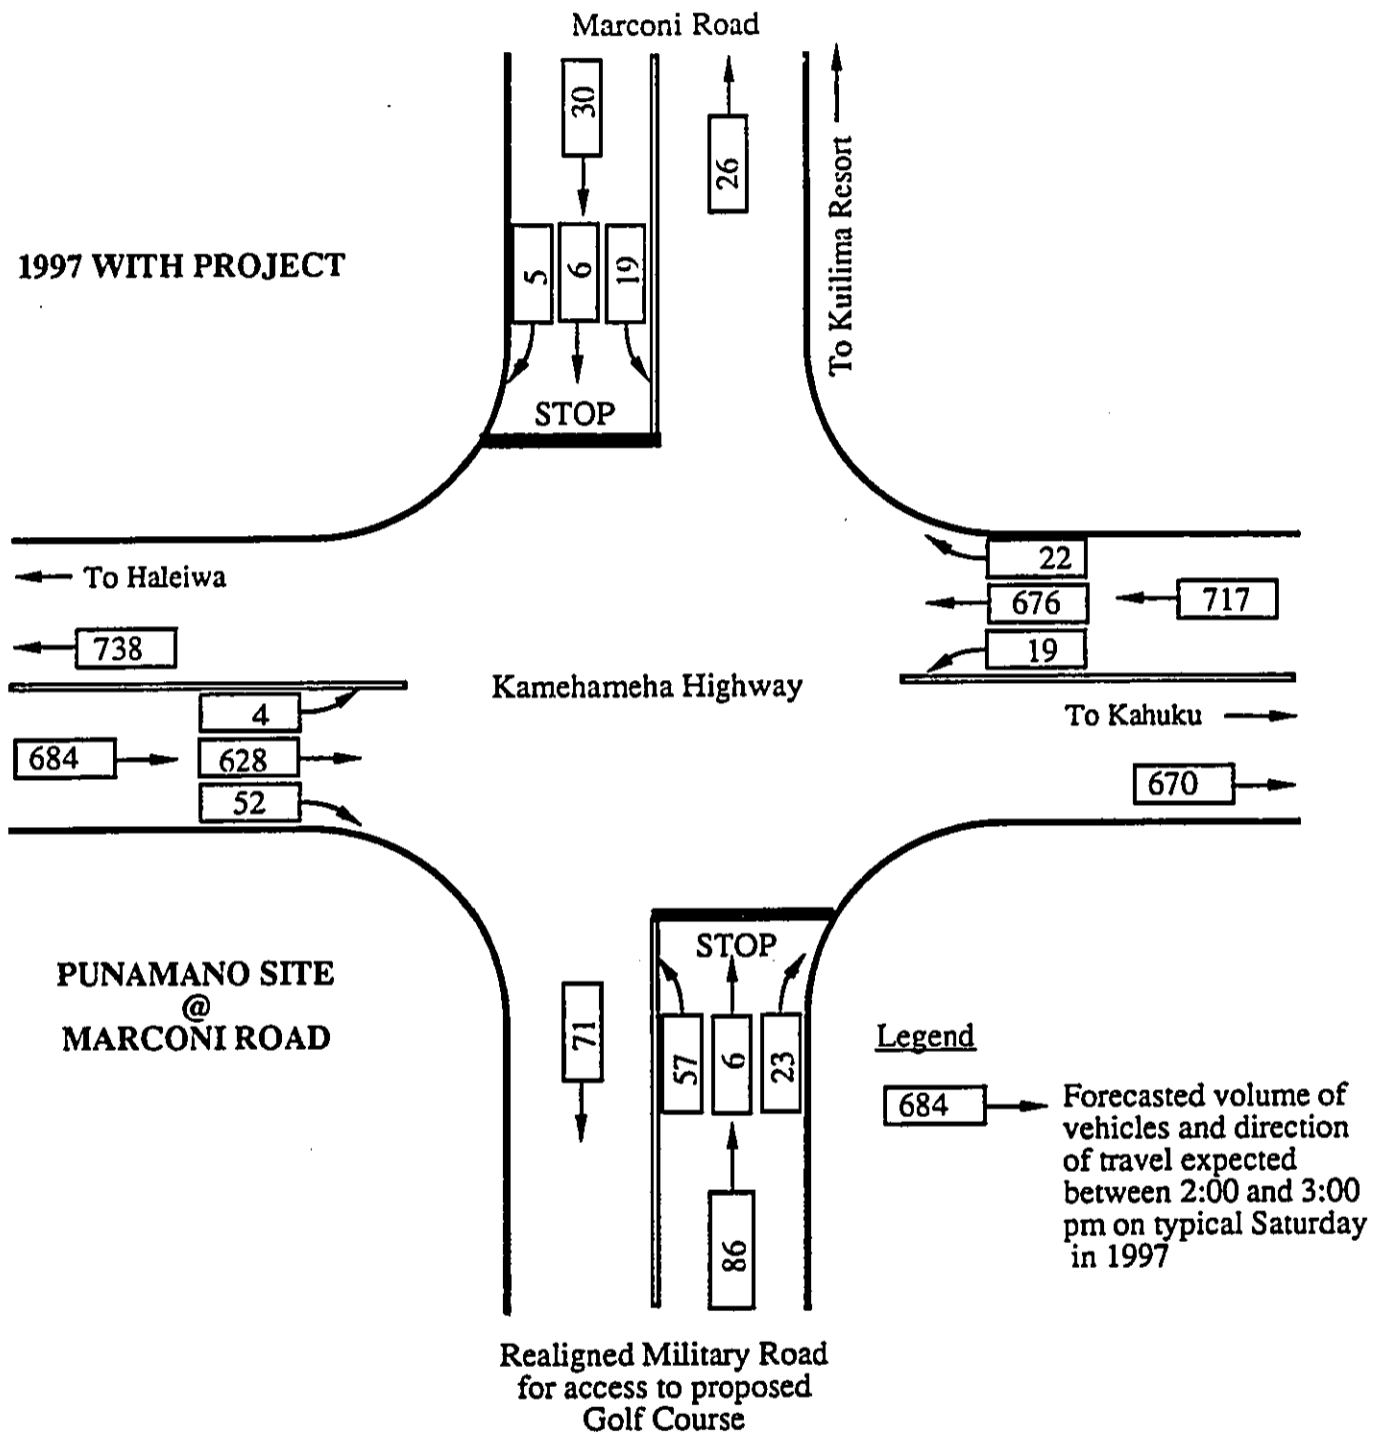 Marconi Road
30
26
To Kuilima Resort
1997 WITH PROJECT
5
6
19
STOP
To Haleiwa
22
676
717
738
19
Kamehameha Highway
4
To Kahuku
684
628
670
52
STOP
PUNAMANO SITE
@
MARCONI ROAD
71
57
6
23
Legend
684
Forecasted volume of
vehicles and direction
of travel expected
between 2:00 and 3:00
pm on typical Saturday
in 1997
86
Realigned Military Road
for access to proposed
Golf Course